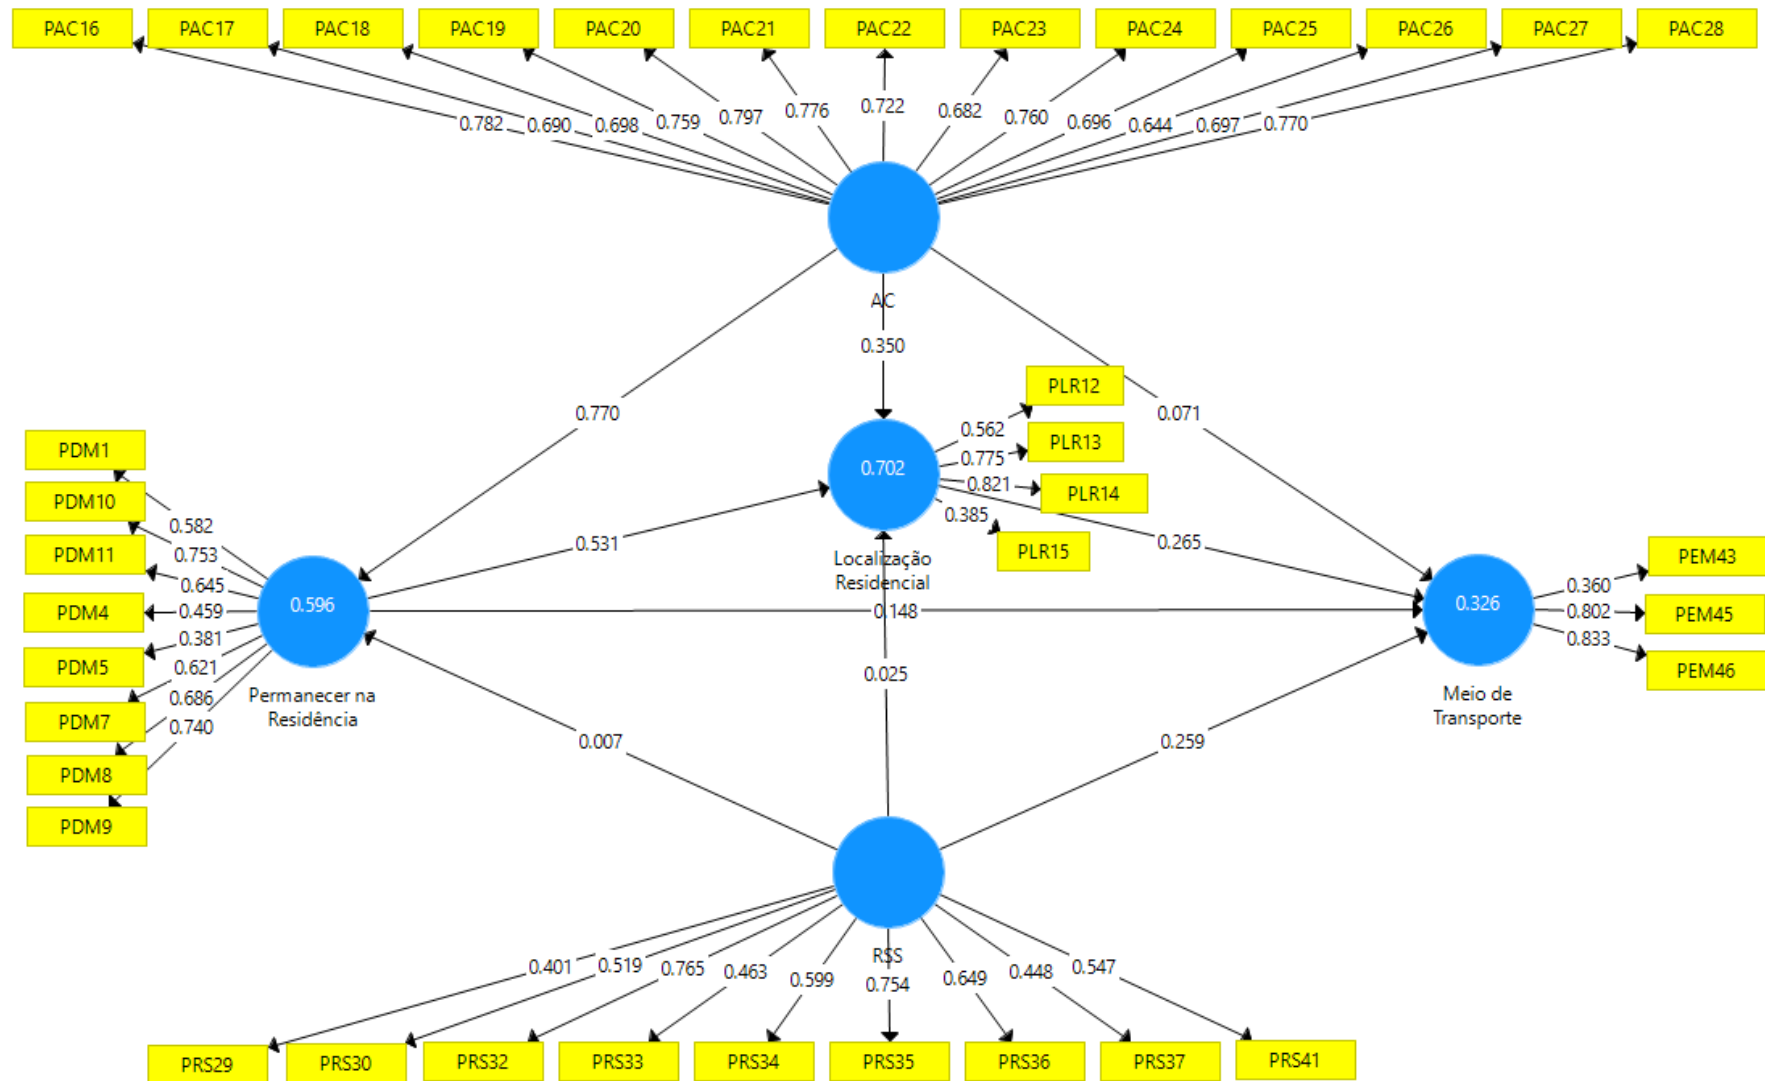 PAC16 PAC17 PAC18 PAC19 PAC20 PAC21 PAC22 PAC23 PAC24 PAC25 PAC26 PAC27 PAC28
0.782 0.690 0.698 0.759 0.797 0.776 0.722 0.682 0.760 0.696 0.644 0.697 0.770
AC
0.350
0.770
0.071
PLR12
0.562
PLR13
0.775
0.702
0.821
PLR14
0.385
PLR15
Localização
Residencial
0.531
0.265
PDM1
PDM10
0.582
0.753
PDM11
0.645
0.459
PDM4
0.381
PDM5
0.621
0.686
PDM7
0.740
PDM8
PDM9
0.596
Permanecer na
Residência
0.148
0.326
Meio de
Transporte
PEM43
0.360
0.802
PEM45
0.833
PEM46
0.025
0.007
0.259
RSS
0.401 0.519 0.765 0.463 0.599 0.754 0.649 0.448 0.547
PRS29 PRS30 PRS32 PRS33 PRS34 PRS35 PRS36 PRS37 PRS41